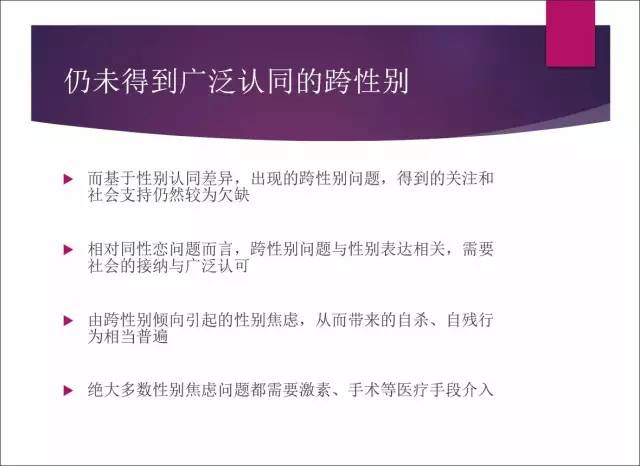 仍未得到广泛认同的跨性别
而基于性别认同差异，出现的跨性别问题，得到的关注和
社会支持仍然较为欠缺
相对同性恋问题而言，跨性别问题与性别表达相关，需要
社会的接纳与广泛认可
由跨性别倾向引起的性别焦虑，从而带来的自杀、自残行
为相当普遍
绝大多数性别焦虑问题都需要激素、手术等医疗手段介入